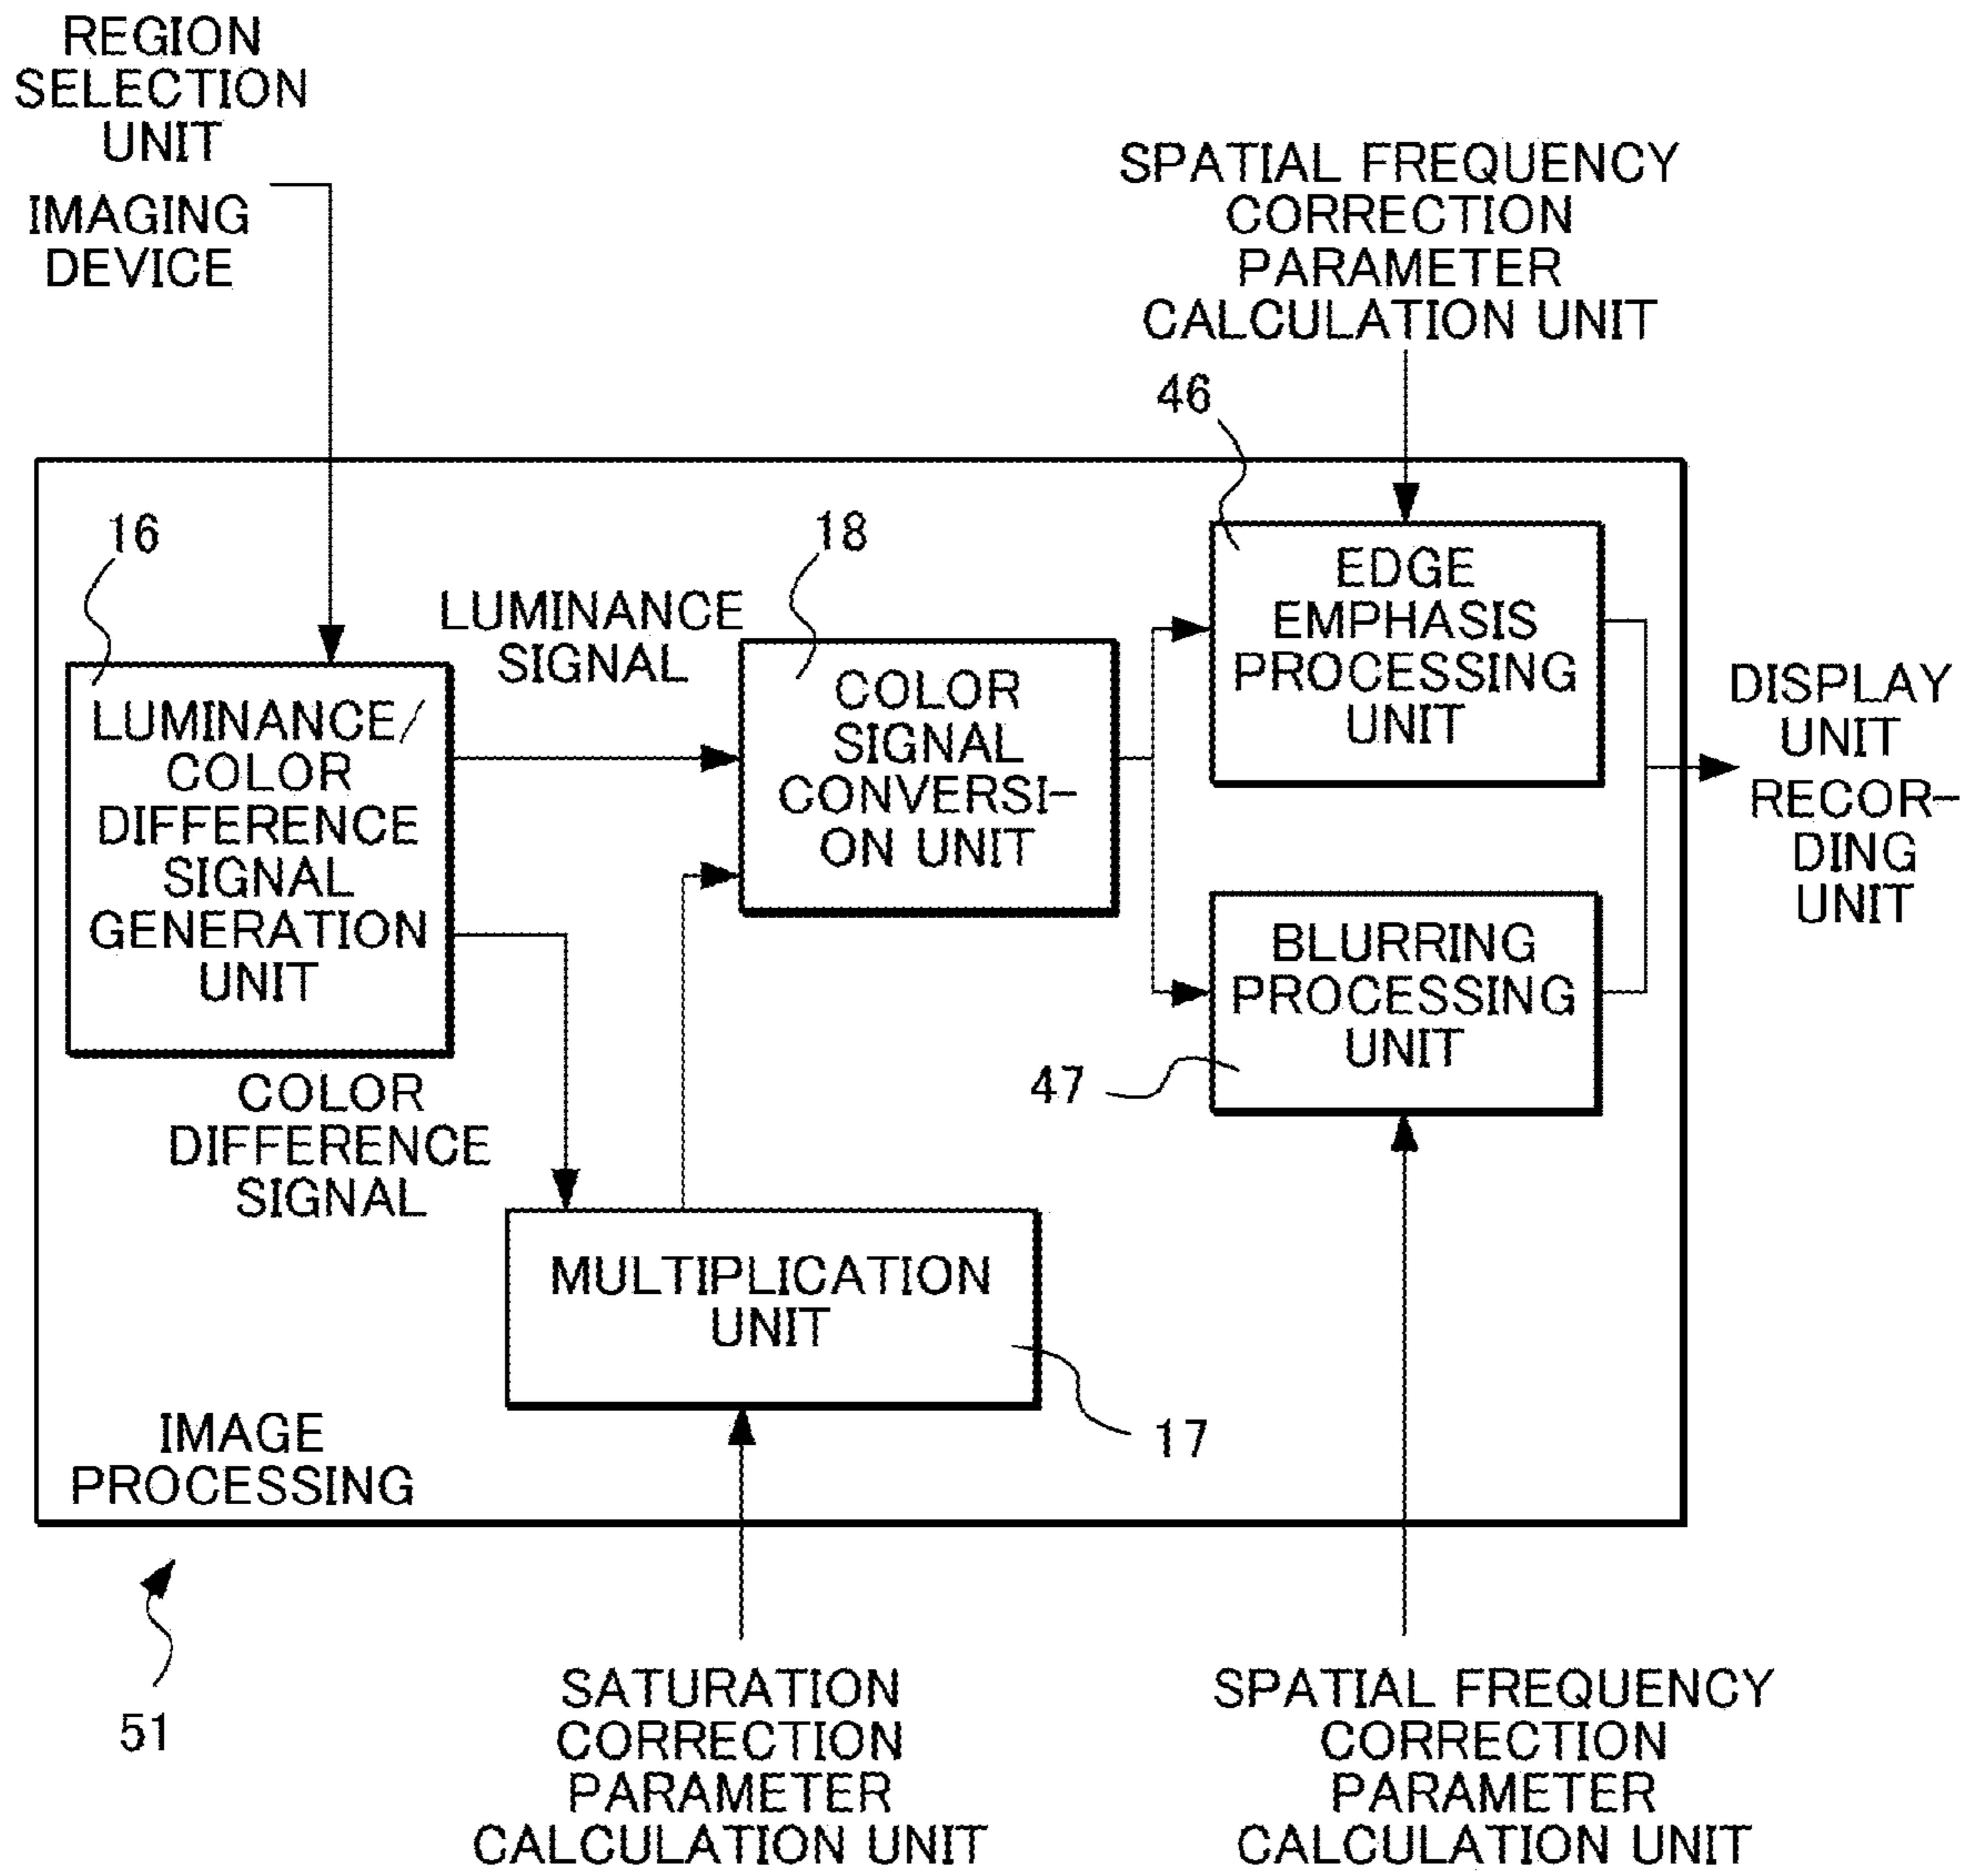 REGION
SELECTION
UNIT
IMAGING
DEVICE
SPATIAL FREQUENCY
CORRECTION
PARAMETER
CALCULATION UNIT
46
16
18
LUMINANCE
SIGNAL
LUMINANCE/
COLOR
DIFFERENCE
SIGNAL
GENERATION
UNIT
COLOR
SIGNAL
CONVERSI-
ON UNIT
EDGE
EMPHASIS
PROCESSING
UNIT
DISPLAY
UNIT
RECOR-
DING
UNIT
BLURRING
PROCESSING
UNIT
47
COLOR
DIFFERENCE
SIGNAL
MULTIPLICATION
UNIT
17
IMAGE
PROCESSING
51
SATURATION
CORRECTION
PARAMETER
CALCULATION UNIT
SPATIAL FREQUENCY
CORRECTION
PARAMETER
CALCULATION UNIT